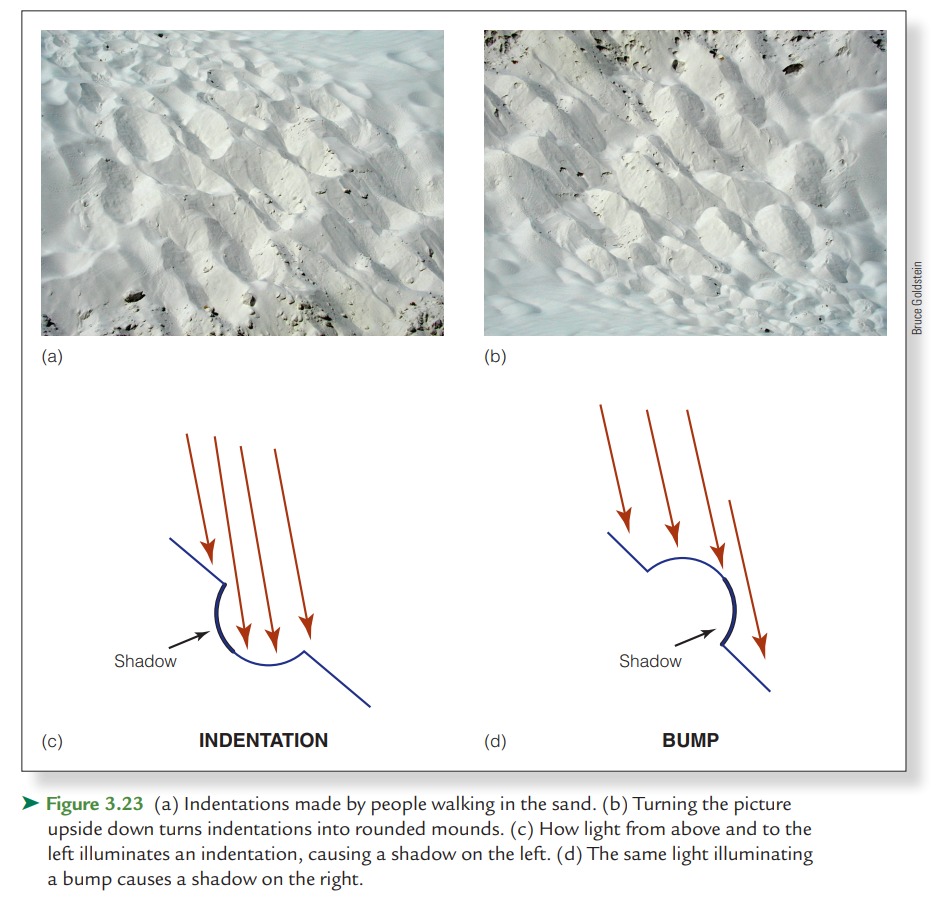 Bruce Goldstein
(a)
(b)
Shadow
Shadow
(c)
INDENTATION
(d)
BUMP
➤ Figure 3.23 (a) Indentations made by people walking in the sand. (b) Turning the picture
upside down turns indentations into rounded mounds. (c) How light from above and to the
left illuminates an indentation, causing a shadow on the left. (d) The same light illuminating
a bump causes a shadow on the right.